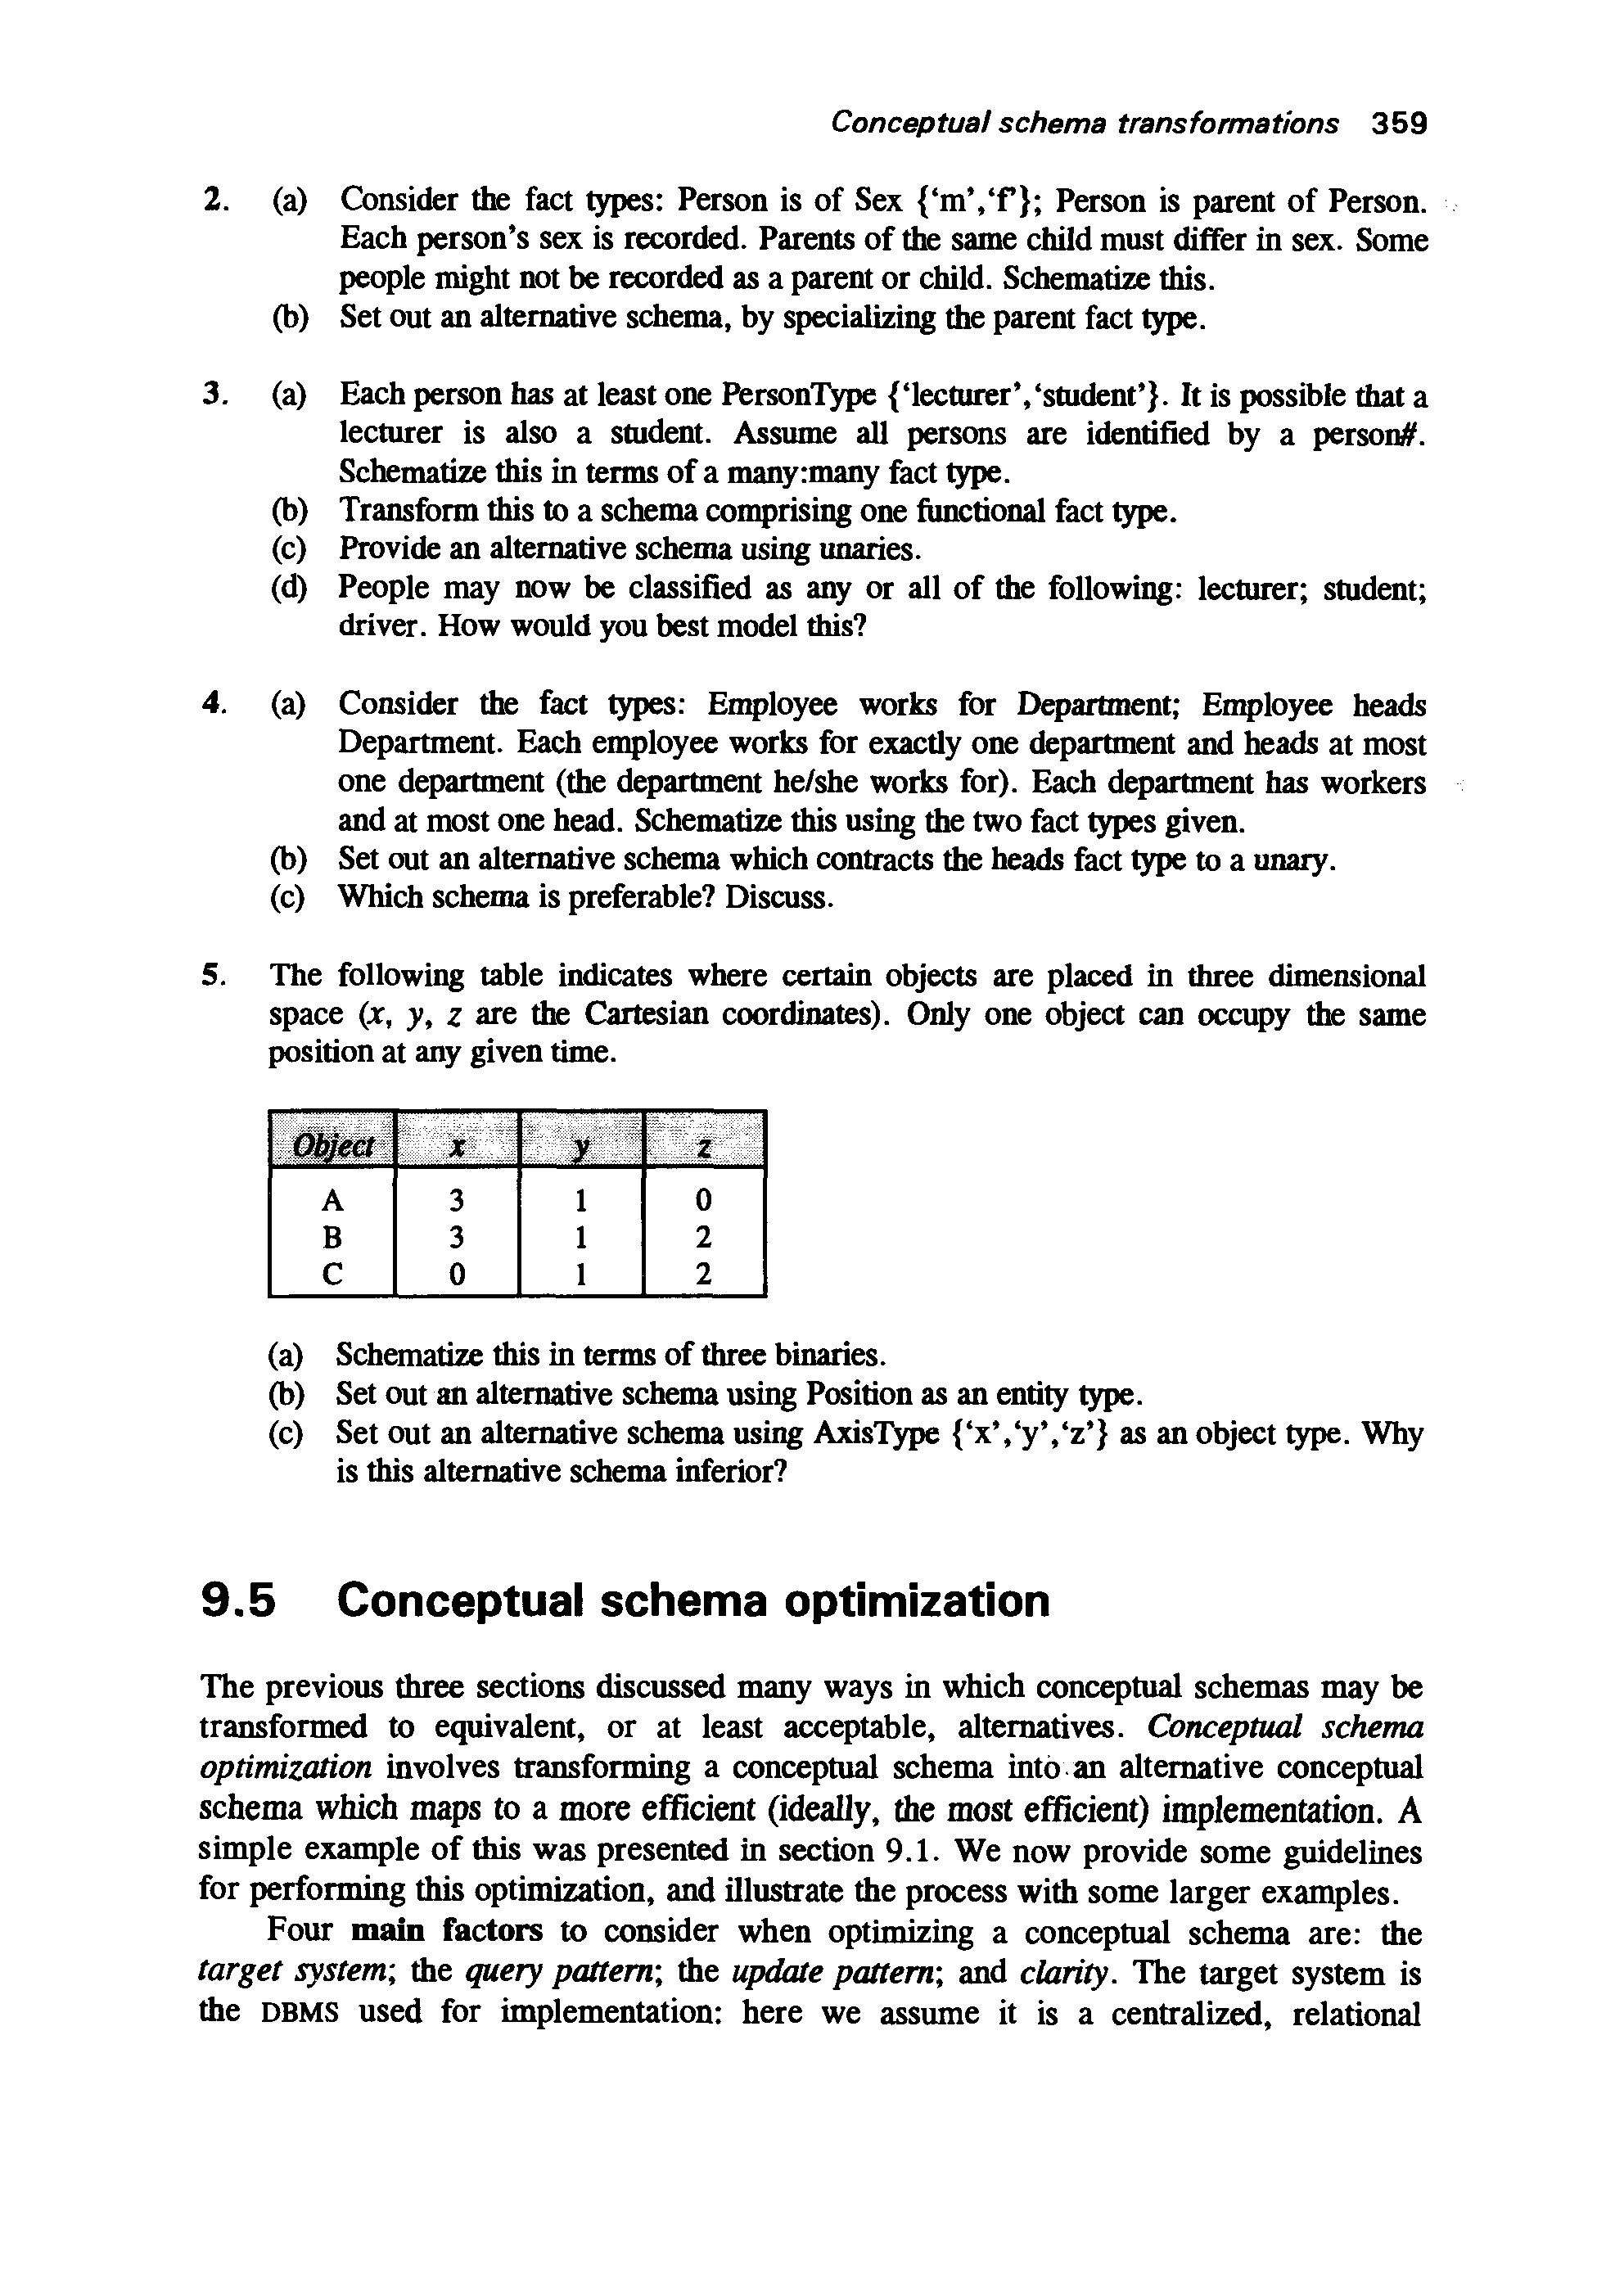 Conceptual schema transformations 359
2. (a) Consider the fact types: Person is of Sex {‘m’,‘f’}; Person is parent of Person.
Each person’s sex is recorded. Parents of the same child must differ in sex. Some
people might not be recorded as a parent or child. Schematize this.
(b) Set out an alternative schema, by specializing the parent fact type.
3. (a) Each person has at least one PersonType {‘lecturer’,‘student’}. It is possible that a
lecturer is also a student. Assume all persons are identified by a person#.
Schematize this in terms of a many:many fact type.
(b) Transform this to a schema comprising one functional fact type.
(c) Provide an alternative schema using unaries.
(d) People may now be classified as any or all of the following: lecturer; student;
driver. How would you best model this?
4. (a) Consider the fact types: Employee works for Department; Employee heads
Department. Each employee works for exactly one department and heads at most
one department (the department he/she works for). Each department has workers
and at most one head. Schematize this using the two fact types given.
(b) Set out an alternative schema which contracts the heads fact type to a unary.
(c) Which schema is preferable? Discuss.
5. The following table indicates where certain objects are placed in three dimensional
space (x, y, z are the Cartesian coordinates). Only one object can occupy the same
position at any given time.
Object x y z
A 3 1 0
B 3 1 2
C 0 1 2
(a) Schematize this in terms of three binaries.
(b) Set out an alternative schema using Position as an entity type.
(c) Set out an alternative schema using AxisType {‘x’,‘y’,‘z’} as an object type. Why
is this alternative schema inferior?
9.5 Conceptual schema optimization
The previous three sections discussed many ways in which conceptual schemas may be
transformed to equivalent, or at least acceptable, alternatives. Conceptual schema
optimization involves transforming a conceptual schema into an alternative conceptual
schema which maps to a more efficient (ideally, the most efficient) implementation. A
simple example of this was presented in section 9.1. We now provide some guidelines
for performing this optimization, and illustrate the process with some larger examples.
Four main factors to consider when optimizing a conceptual schema are: the
target system; the query pattern; the update pattern; and clarity. The target system is
the DBMS used for implementation: here we assume it is a centralized, relational